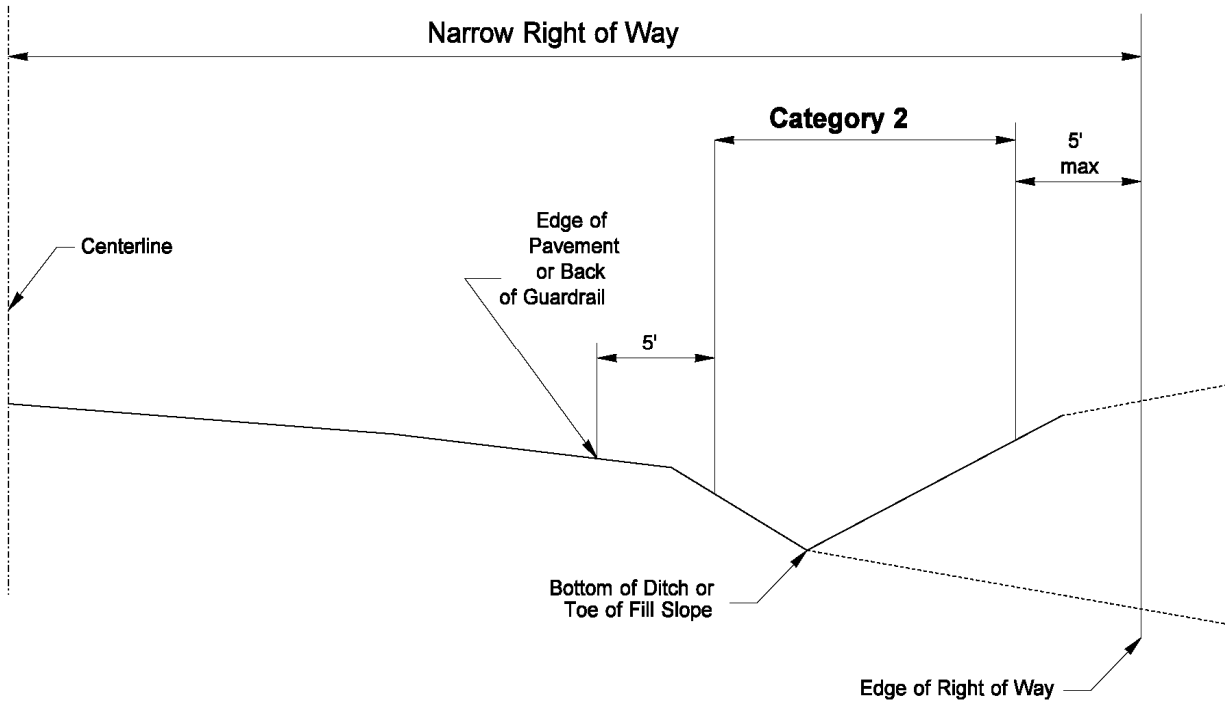 Narrow Right of Way
Category 2
5'
max
Centerline
Edge of
Pavement
or Back
of Guardrail
5'
Bottom of Ditch or
Toe of Fill Slope
Edge of Right of Way